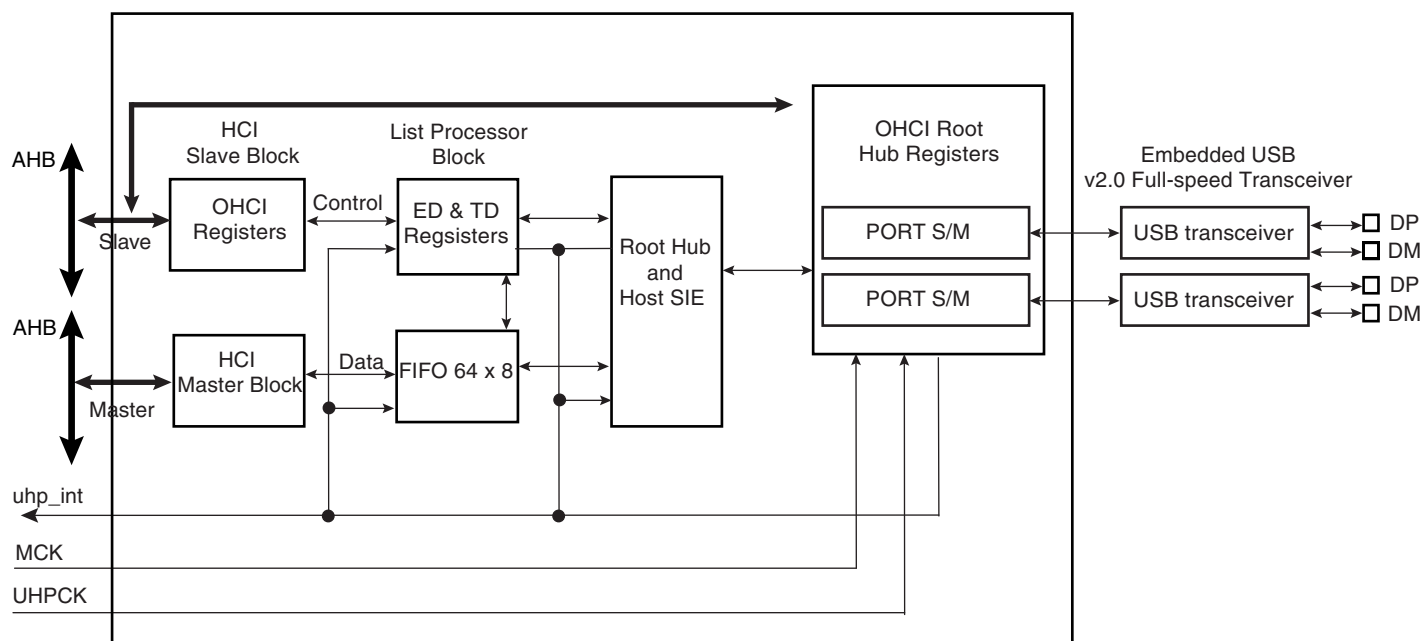 HCI
Slave Block
List Processor
Block
OHCI Root
Hub Registers
Embedded USB
v2.0 Full-speed Transceiver
AHB
Slave
OHCI
Registers
Control
ED & TD
Regsisters
Root Hub
and
Host SIE
PORT S/M
USB transceiver
DP
DM
PORT S/M
USB transceiver
DP
DM
AHB
Master
HCI
Master Block
Data
FIFO 64 x 8
uhp_int
MCK
UHPCK